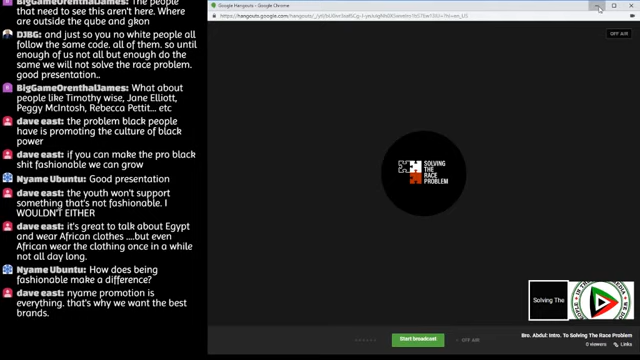 BigGameOrenthalJames: The people
that need to see this aren't here. Where
are outside the qube and gkon
DJBG: and just so you no white people all
follow the same code. all of them. so until
enough of us not all but enough do the
same we will not solve the race problem.
good presentation..
BigGameOrenthalJames: What about
people like Timothy wise, Jane Elliott,
Peggy McIntosh, Rebecca Pettit... etc
dave east: the problem black people
have is promoting the culture of black
power
dave east: if you can make the pro black
shit fashionable we can grow
Nyame Ubuntu: Good presentation
dave east: the youth won't support
something that's not fashionable. I
WOULDN'T EITHER
dave east: it's great to talk about Egypt
and wear African clothes ....but even
African wear the clothing once in a while
not all day long.
Nyame Ubuntu: How does being
fashionable make a difference?
dave east: nyame promotion is
everything. that's why we want the best
brands.
Google Hangouts - Google Chrome
https://hangouts.google.com/hangouts/
OFF AIR
SOLVING
THE
RACE
PROBLEM
Solving The
Bro. Abdul: Intro. To Solving The Race Problem
0 viewers
Links
Start broadcast
OFF AIR